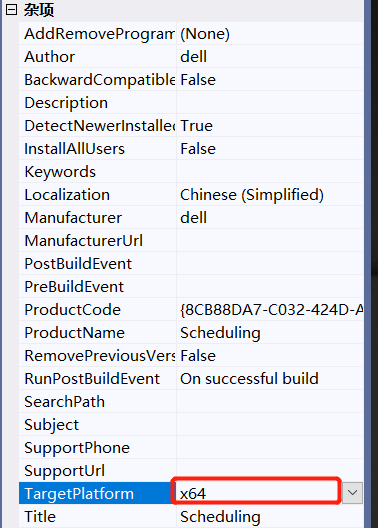 杂项
AddRemoveProgram (None)
Author dell
BackwardCompatible False
Description
DetectNewerInstalled True
InstallAllUsers False
Keywords
Localization Chinese (Simplified)
Manufacturer dell
ManufacturerUrl
PostBuildEvent
PreBuildEvent
ProductCode {8CB88DA7-C032-424D-A
ProductName Scheduling
RemovePreviousVers False
RunPostBuildEvent On successful build
SearchPath
Subject
SupportPhone
SupportUrl
TargetPlatform x64
Title Scheduling